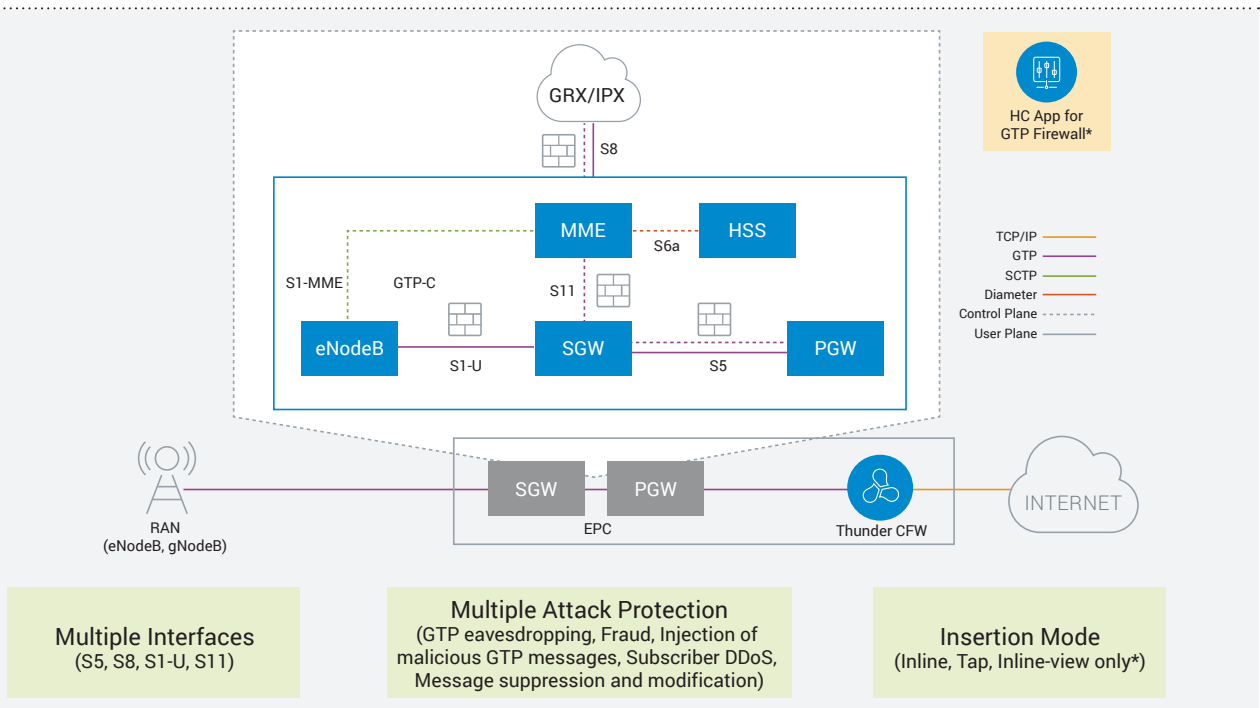 GRX/IPX
S8
HC App for
GTP Firewall*
MME
HSS
S6a
S1-MME
GTP-C
S11
eNodeB
S1-U
SGW
S5
PGW
TCP/IP
GTP
SCTP
Diameter
Control Plane
User Plane
RAN
(eNodeB, gNodeB)
SGW
PGW
EPC
Thunder CFW
INTERNET
Multiple Interfaces
(S5, S8, S1-U, S11)
Multiple Attack Protection
(GTP eavesdropping, Fraud, Injection of
malicious GTP messages, Subscriber DDoS,
Message suppression and modification)
Insertion Mode
(Inline, Tap, Inline-view only*)